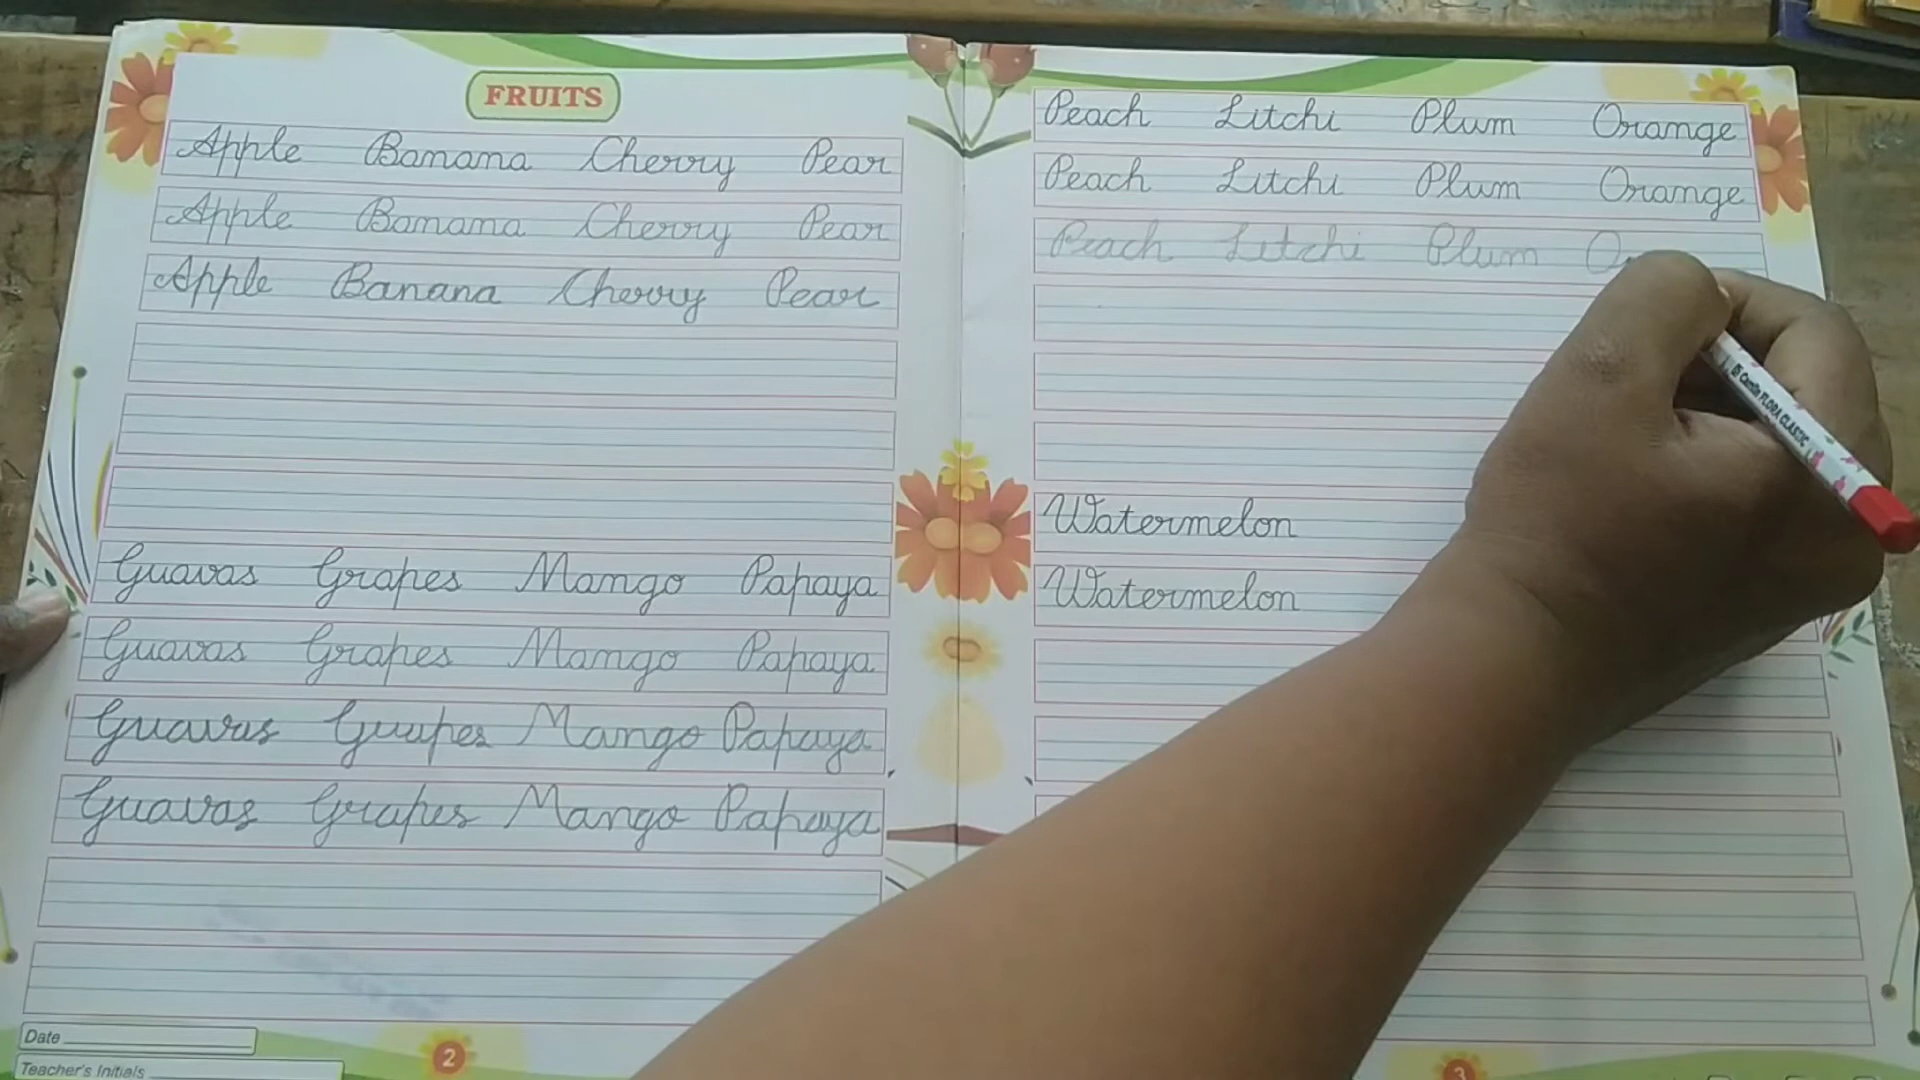 FRUITS
Apple Banana Cherry Pear
Apple Banana Cherry Pear
Apple Banana Cherry Pear
Guavas Grapes Mango Papaya
Guavas Grapes Mango Papaya
Guavas Grapes Mango Papaya
Guavas Grapes Mango Papaya
Date
Teacher's Initials
2
Peach Litchi Plum Orange
Peach Litchi Plum Orange
Peach Litchi Plum
Watermelon
Watermelon
3
FLORA CLASSIC